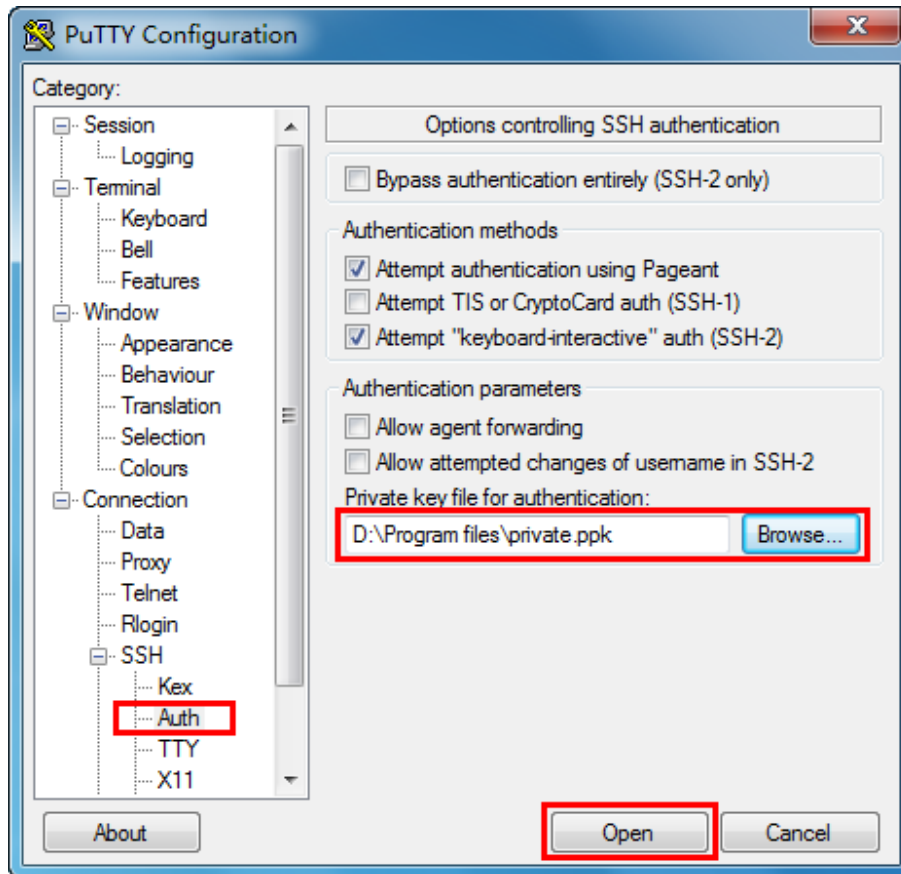 PuTTY Configuration
Category:
Session
Logging
Terminal
Keyboard
Bell
Features
Window
Appearance
Behaviour
Translation
Selection
Colours
Connection
Data
Proxy
Telnet
Rlogin
SSH
Kex
Auth
TTY
X11
Options controlling SSH authentication
Bypass authentication entirely (SSH-2 only)
Authentication methods
Attempt authentication using Pageant
Attempt TIS or CryptoCard auth (SSH-1)
Attempt "keyboard-interactive" auth (SSH-2)
Authentication parameters
Allow agent forwarding
Allow attempted changes of username in SSH-2
Private key file for authentication:
D:\Program files\private.ppk Browse...
About Open Cancel